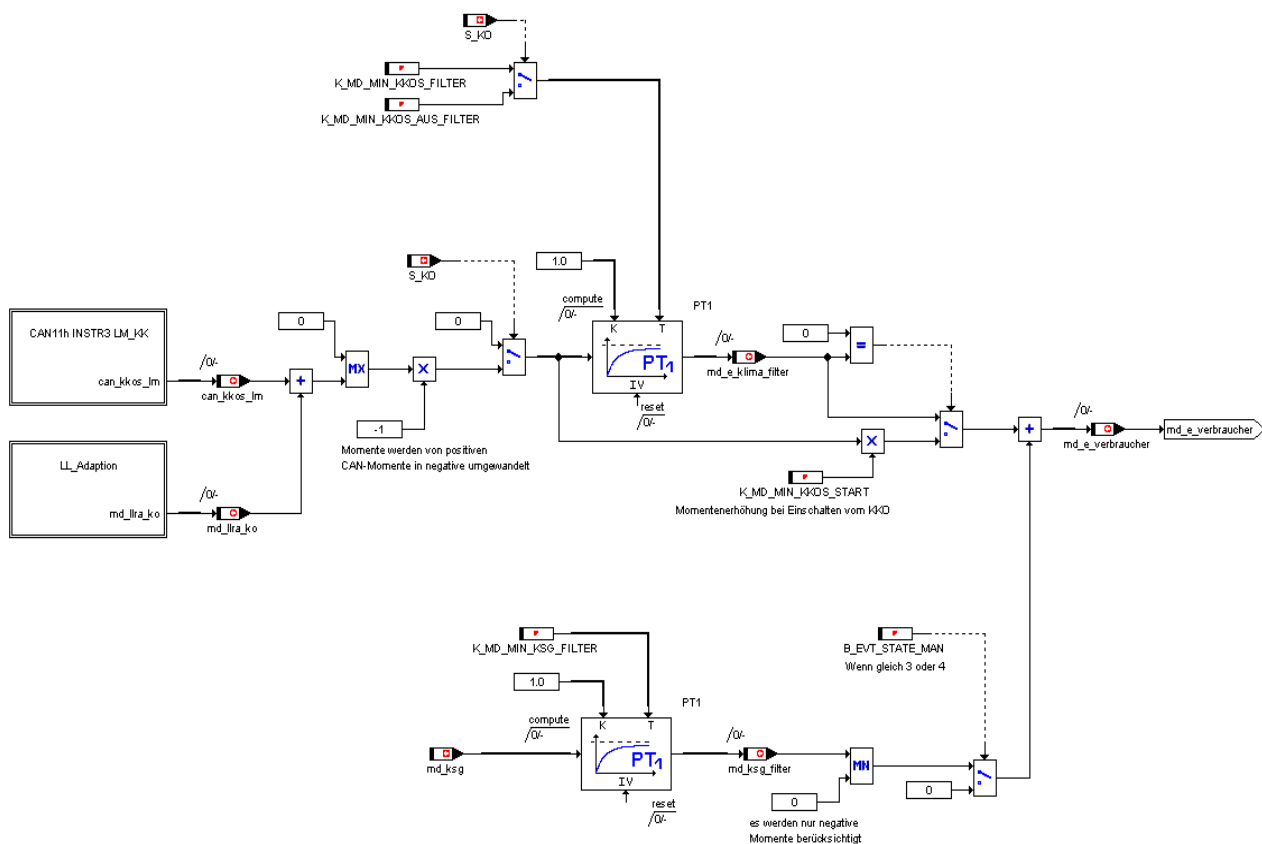 S_KO
K_MD_MIN_KKOS_FILTER
K_MD_MIN_KKOS_AUS_FILTER
S_KO
1.0
compute
/0/-
PT1
K
T
CAN11h INSTR3 LM_KK
can_kkos_lm
/0/-
can_kkos_lm
+
0
MX
X
0
PT1
IV
reset
/0/-
/0/-
md_e_klima_filter
0
=
-1
Momente werden von positiven
CAN-Momente in negative umgewandelt
X
K_MD_MIN_KKOS_START
Momentenerhöhung bei Einschatten vom KKO
+
/0/-
md_e_verbraucher
md_e_verbraucher
LL_Adaption
md_llra_ko
/0/-
md_llra_ko
K_MD_MIN_KSG_FILTER
1.0
B_EVT_STATE_MAN
Wenn gleich 3 oder 4
PT1
compute
/0/-
K
T
md_ksg
PT1
IV
reset
/0/-
/0/-
md_ksg_filter
MN
0
0
es werden nur negative
Momente berücksichtigt